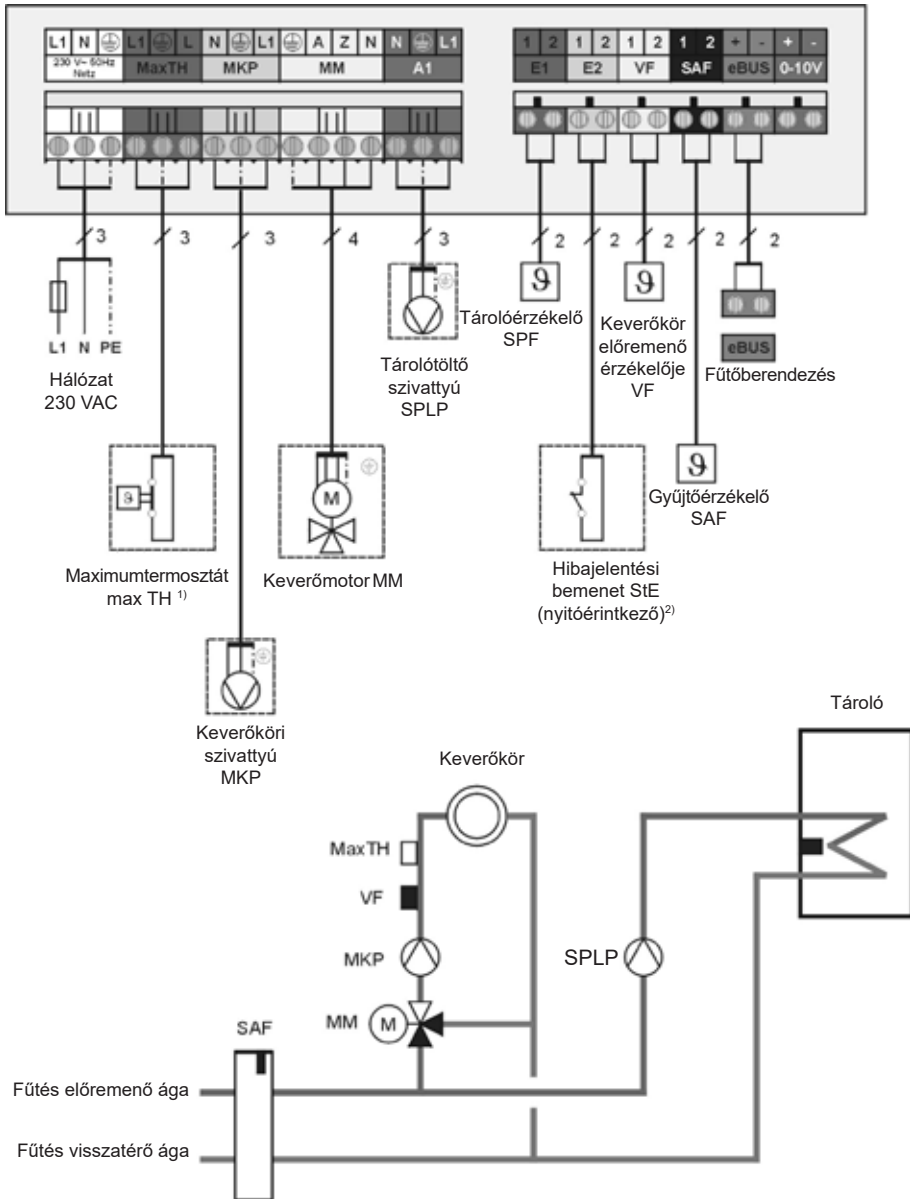 L1 N L1 L N L1 A Z N N L1
230 V~ 50Hz
Netz
MaxTH MKP MM A1
1 2 1 2 1 2 1 2 + - + -
E1 E2 VF SAF eBUS 0-10V
3 3 3 4 3 2 2 2 2 2
L1 N PE
Hálózat
230 VAC
Tárolótöltő
szivattyú
SPLP
ϑ
Tárolóérzékelő
SPF
ϑ
Keverőkör
előremenő
érzékelője
VF
eBUS
Fűtőberendezés
ϑ
Maximumtermosztát
max TH 1)
M
Keverőmotor MM
Hibajelentési
bemenet StE
(nyitóérintkező)2)
ϑ
Gyűjtőérzékelő
SAF
Keverőköri
szivattyú
MKP
Keverőkör
Tároló
MaxTH
VF
MKP
SPLP
MM M
SAF
Fűtés előremenő ága
Fűtés visszatérő ága